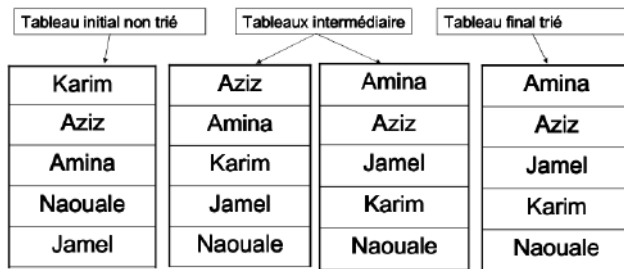 Tableau initial non trié
Tableaux intermédiaire
Tableau final trié
Karim
Aziz
Amina
Naouale
Jamel
Aziz
Amina
Karim
Jamel
Naouale
Amina
Aziz
Jamel
Karim
Naouale
Amina
Aziz
Jamel
Karim
Naouale